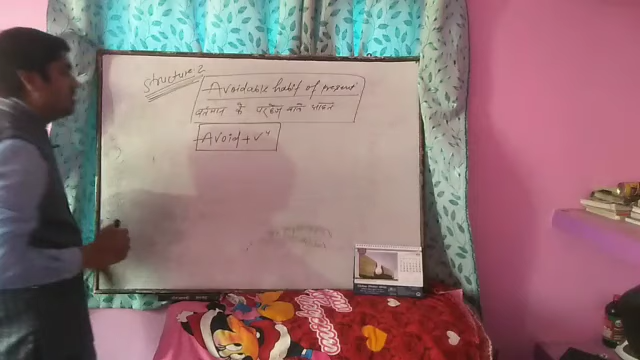 Structure 2
Avoidable habit of present
वर्तमान के परहेज वाले आदत
Avoid + V⁴